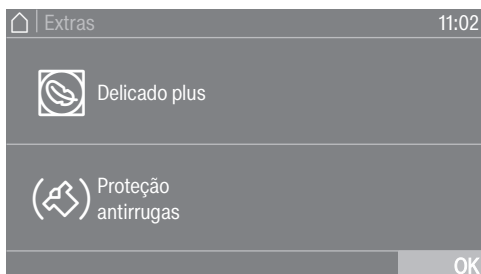 Extras
11:02
Delicado plus
Proteção
antirrugas
OK